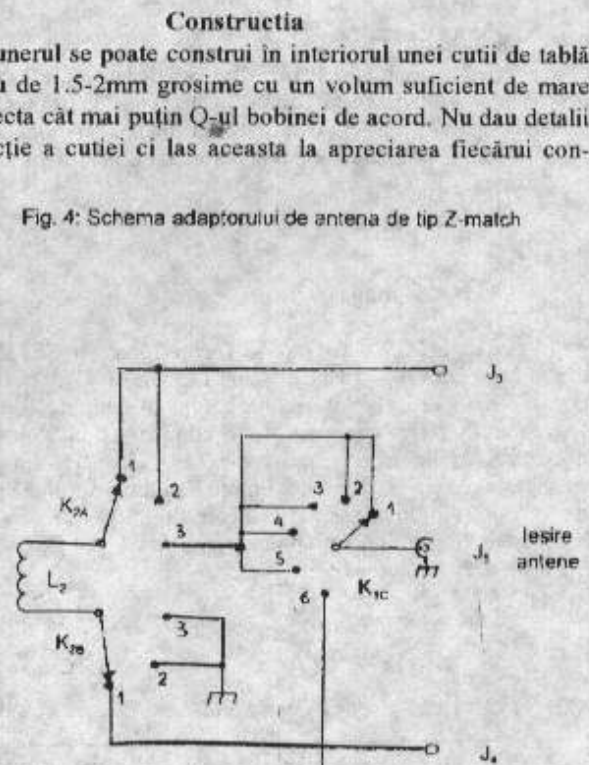 Constructia
unerul se poate construi în interiorul unei cutii de tablă
de 1.5-2mm grosime cu un volum suficient de mare
ecta cât mai puțin Q-ul bobinei de acord. Nu dau detalii
cție a cutiei ci las aceasta la apreciarea fiecărui con-
Fig. 4: Schema adaptorului de antena de tip Z-match
J3
1
K2A
2
3
2
1
3
4
5
6
K1C
J5
Ieșire
antene
L2
K2B
3
2
1
J4